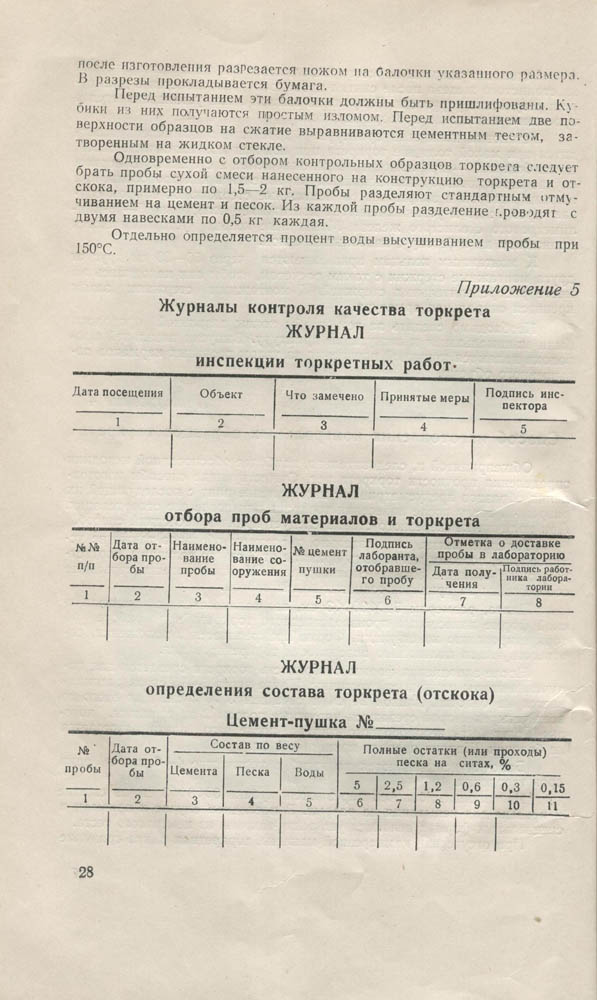 после изготовления разрезается ножом на балочки указанного размера.
В разрезы прокладывается бумага.
Перед испытанием эти балочки должны быть пришлифованы. Ку-
бики из них получаются простым изломом. Перед испытанием две по-
верхности образцов на сжатие выравниваются цементным тестом, за-
творенным на жидком стекле.
Одновременно с отбором контрольных образцов торкрета следует
брать пробы сухой смеси нанесенного на конструкцию торкрета и от-
скока, примерно по 1,5—2 кг. Пробы разделяют стандартным отму-
чиванием на цемент и песок. Из каждой пробы разделение проводят с
двумя навесками по 0,5 кг каждая.
Отдельно определяется процент воды высушиванием пробы при
150°С.
Приложение 5
Журналы контроля качества торкрета
ЖУРНАЛ
инспекции торкретных работ.
Дата посещения Объект Что замечено Принятые меры Подпись инс-
пектора
1 2 3 4 5
ЖУРНАЛ
отбора проб материалов и торкрета
№№ Дата от- Наимено- Наимено- № цемент Подпись Отметка о доставке
п/п бора про- вание вание со- пушки лаборанта, пробы в лабораторию
бы пробы оружения отобравше- Дата полу- Подпись работ-
го пробу чения ника лабора-
тории
1 2 3 4 5 6 7 8
ЖУРНАЛ
определения состава торкрета (отскока)
Цемент-пушка №
№ Дата от- Состав по весу Полные остатки (или проходы)
пробы бора про- Цемента Песка Воды песка на ситах, %
бы 5 2,5 1,2 0,6 0,3 0,15
1 2 3 4 5 6 7 8 9 10 11
28